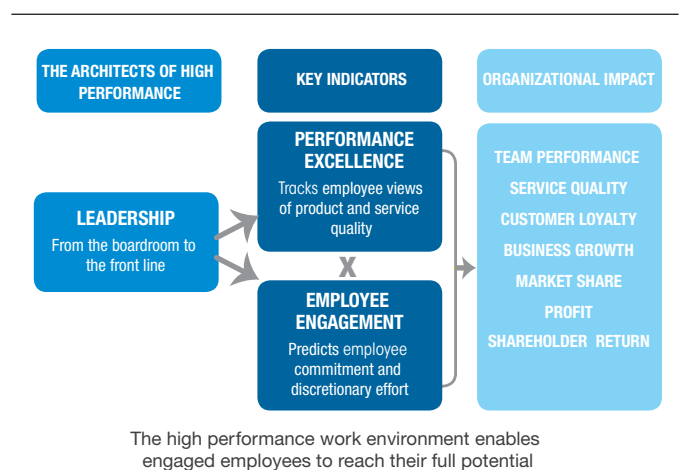 THE ARCHITECTS OF HIGH
PERFORMANCE
KEY INDICATORS
ORGANIZATIONAL IMPACT
LEADERSHIP
From the boardroom to
the front line
PERFORMANCE
EXCELLENCE
Tracks employee views
of product and service
quality
X
EMPLOYEE
ENGAGEMENT
Predicts employee
commitment and
discretionary effort
TEAM PERFORMANCE
SERVICE QUALITY
CUSTOMER LOYALTY
BUSINESS GROWTH
MARKET SHARE
PROFIT
SHAREHOLDER RETURN
The high performance work environment enables
engaged employees to reach their full potential